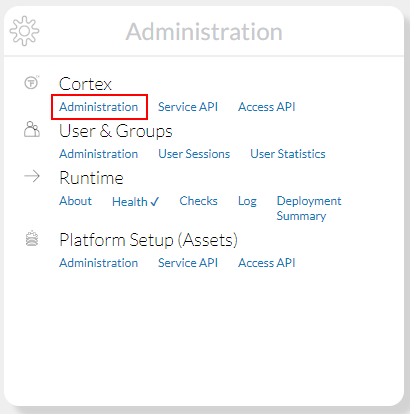 Administration
Cortex
Administration Service API Access API
User & Groups
Administration User Sessions User Statistics
Runtime
About Health ✓ Checks Log Deployment Summary
Platform Setup (Assets)
Administration Service API Access API